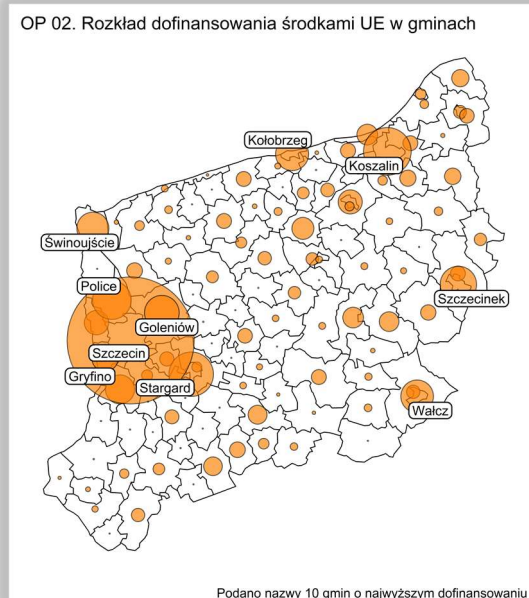 OP 02. Rozkład dofinansowania środkami UE w gminach
Kołobrzeg
Koszalin
Świnoujście
Police
Szczecinek
Goleniów
Szczecin
Gryfino
Stargard
Wałcz
Podano nazwy 10 gmin o najwyższym dofinansowaniu